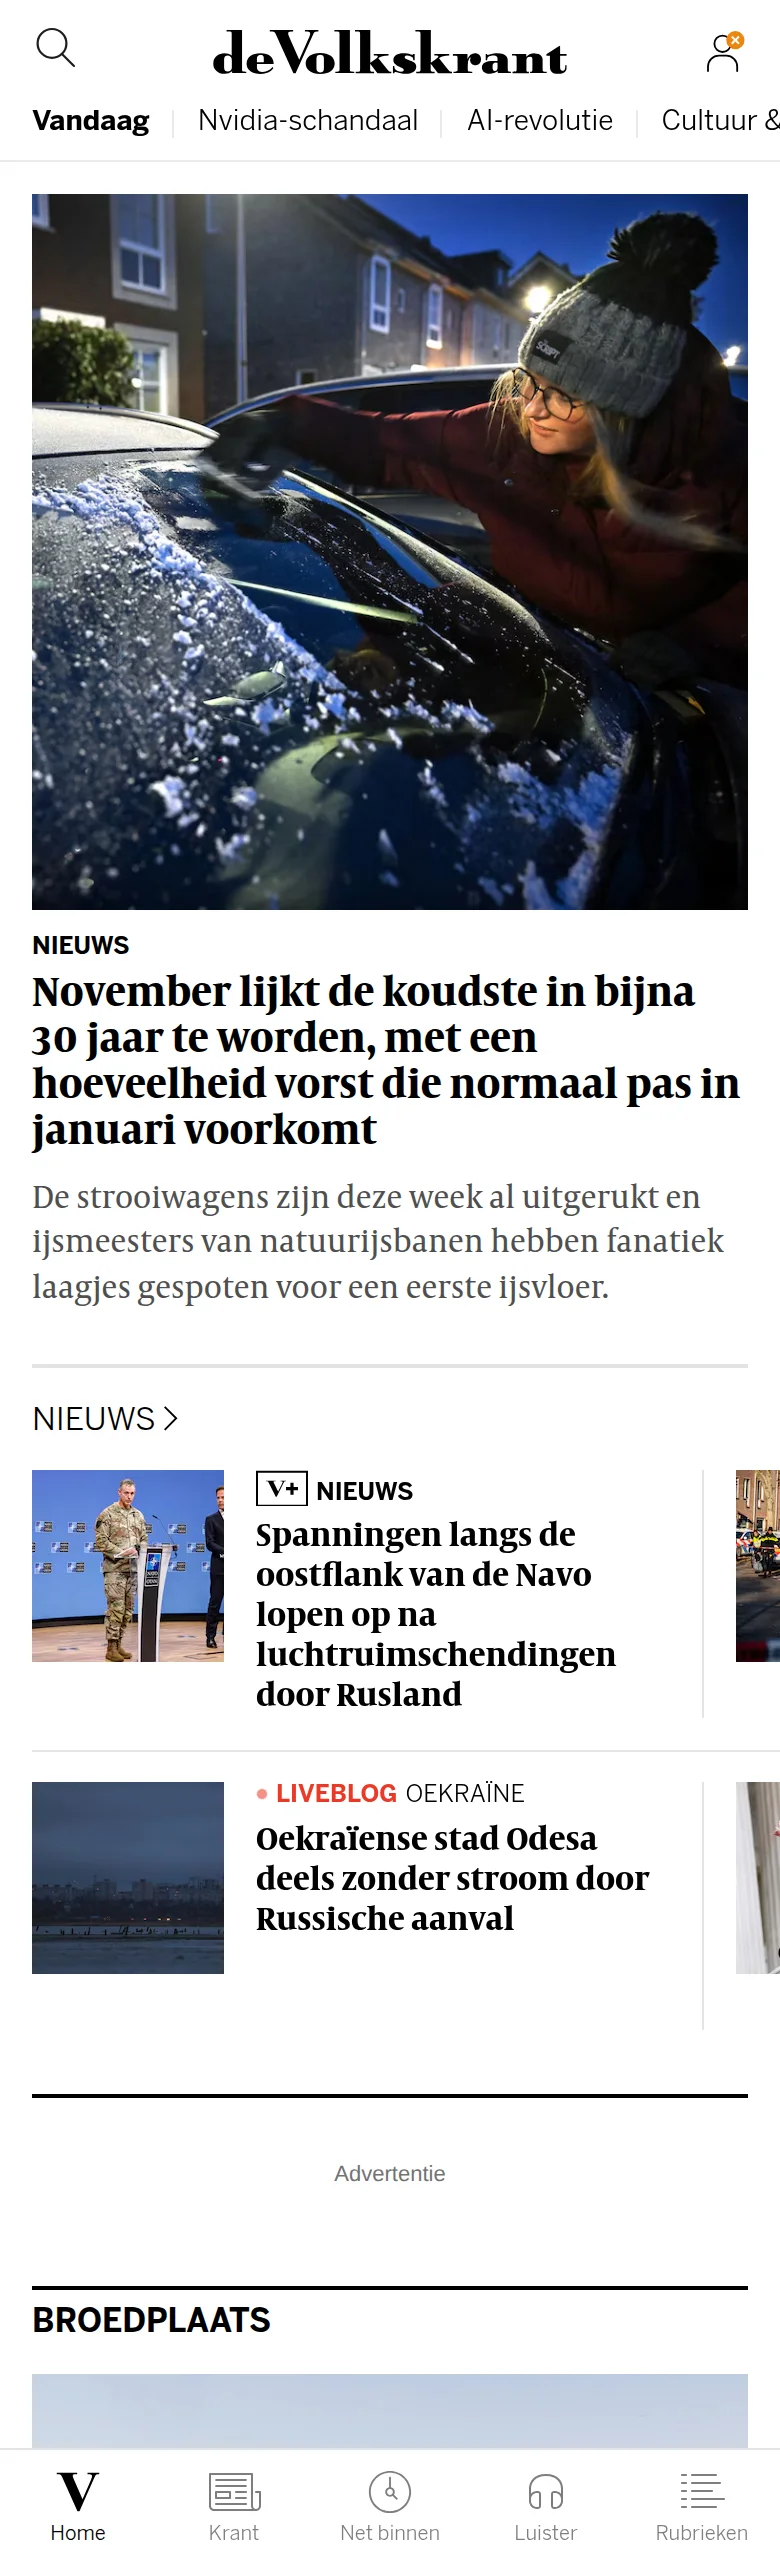 deVolkskrant
Vandaag Nvidia-schandaal AI-revolutie Cultuur &
NIEUWS
November lijkt de koudste in bijna
30 jaar te worden, met een
hoeveelheid vorst die normaal pas in
januari voorkomt
De strooiwagens zijn deze week al uitgerukt en
ijsmeesters van natuurijsbanen hebben fanatiek
laagjes gespoten voor een eerste ijsvloer.
NIEUWS
V+ NIEUWS
Spanningen langs de
oostflank van de Navo
lopen op na
luchtruimschendingen
door Rusland
LIVEBLOG OEKRAÏNE
Oekraïense stad Odesa
deels zonder stroom door
Russische aanval
Advertentie
BROEDPLAATS
V
Home Krant Net binnen Luister Rubrieken